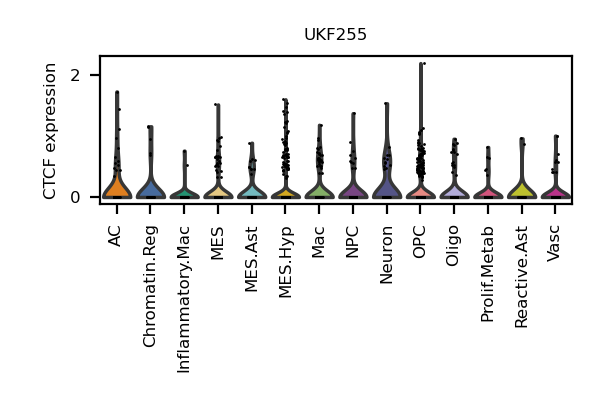 UKF255
CTCF expression
2
0
AC
Chromatin.Reg
Inflammatory.Mac
MES
MES.Ast
MES.Hyp
Mac
NPC
Neuron
OPC
Oligo
Prolif.Metab
Reactive.Ast
Vasc